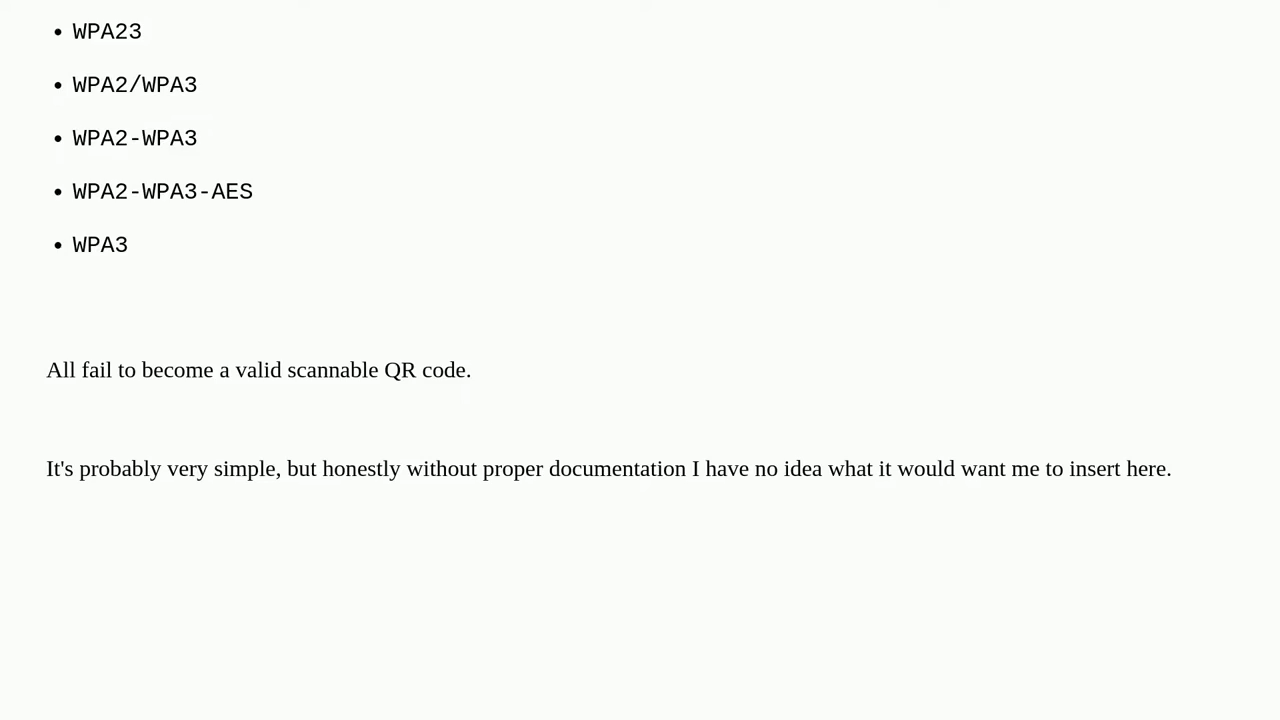 • WPA23
• WPA2/WPA3
• WPA2-WPA3
• WPA2-WPA3-AES
• WPA3
All fail to become a valid scannable QR code.
It's probably very simple, but honestly without proper documentation I have no idea what it would want me to insert here.